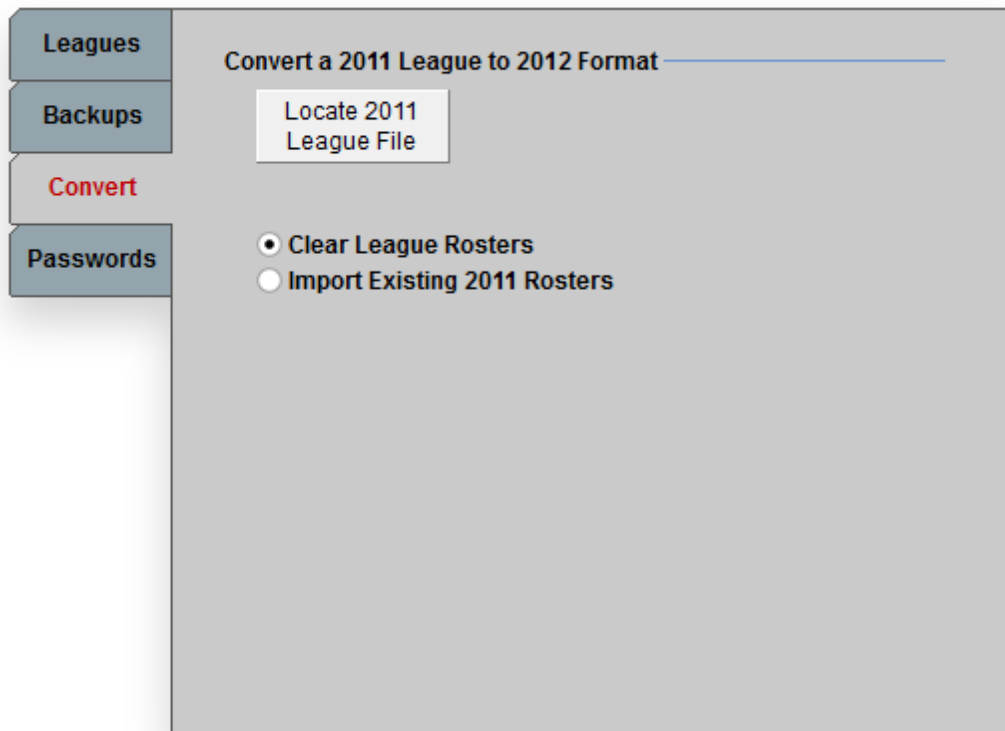 Leagues
Backups
Convert
Passwords
Convert a 2011 League to 2012 Format
Locate 2011
League File
Clear League Rosters
Import Existing 2011 Rosters